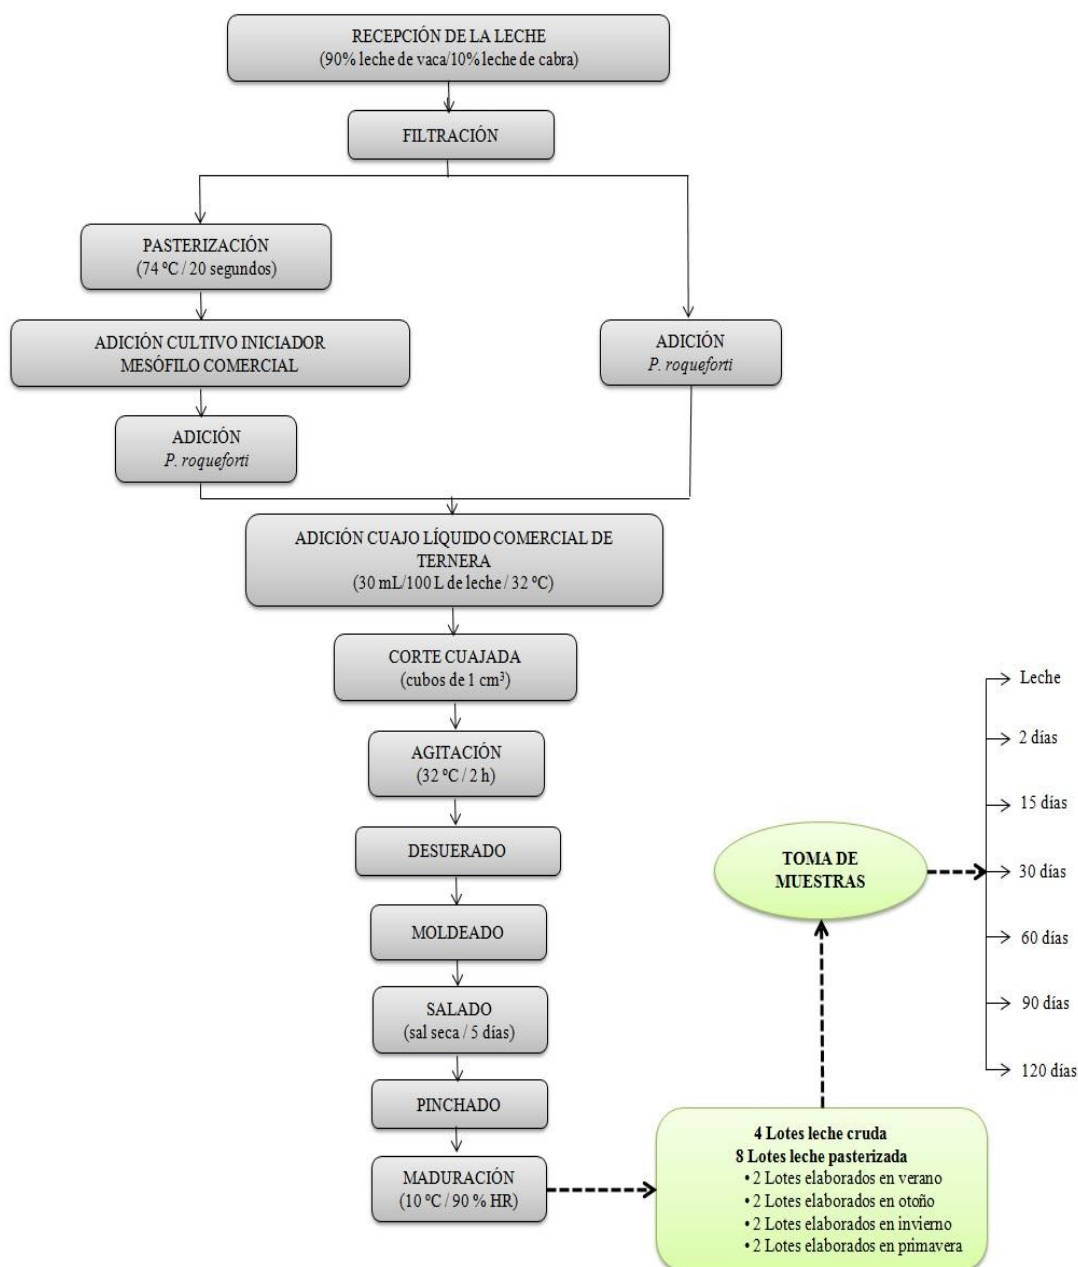 RECEPCIÓN DE LA LECHE
(90% leche de vaca/10% leche de cabra)
FILTRACIÓN
PASTERIZACIÓN
(74 ºC / 20 segundos)
ADICIÓN CULTIVO INICIADOR
MESÓFILO COMERCIAL
ADICIÓN
P. roqueforti
ADICIÓN
P. roqueforti
ADICIÓN CUAJO LÍQUIDO COMERCIAL DE
TERNERA
(30 mL/100 L de leche / 32 ºC)
CORTE CUAJADA
(cubos de 1 cm³)
AGITACIÓN
(32 ºC / 2 h)
DESUERADO
MOLDEADO
SALADO
(sal seca / 5 días)
PINCHADO
MADURACIÓN
(10 ºC / 90 % HR)
4 Lotes leche cruda
8 Lotes leche pasterizada
• 2 Lotes elaborados en verano
• 2 Lotes elaborados en otoño
• 2 Lotes elaborados en invierno
• 2 Lotes elaborados en primavera
TOMA DE
MUESTRAS
Leche
2 días
15 días
30 días
60 días
90 días
120 días